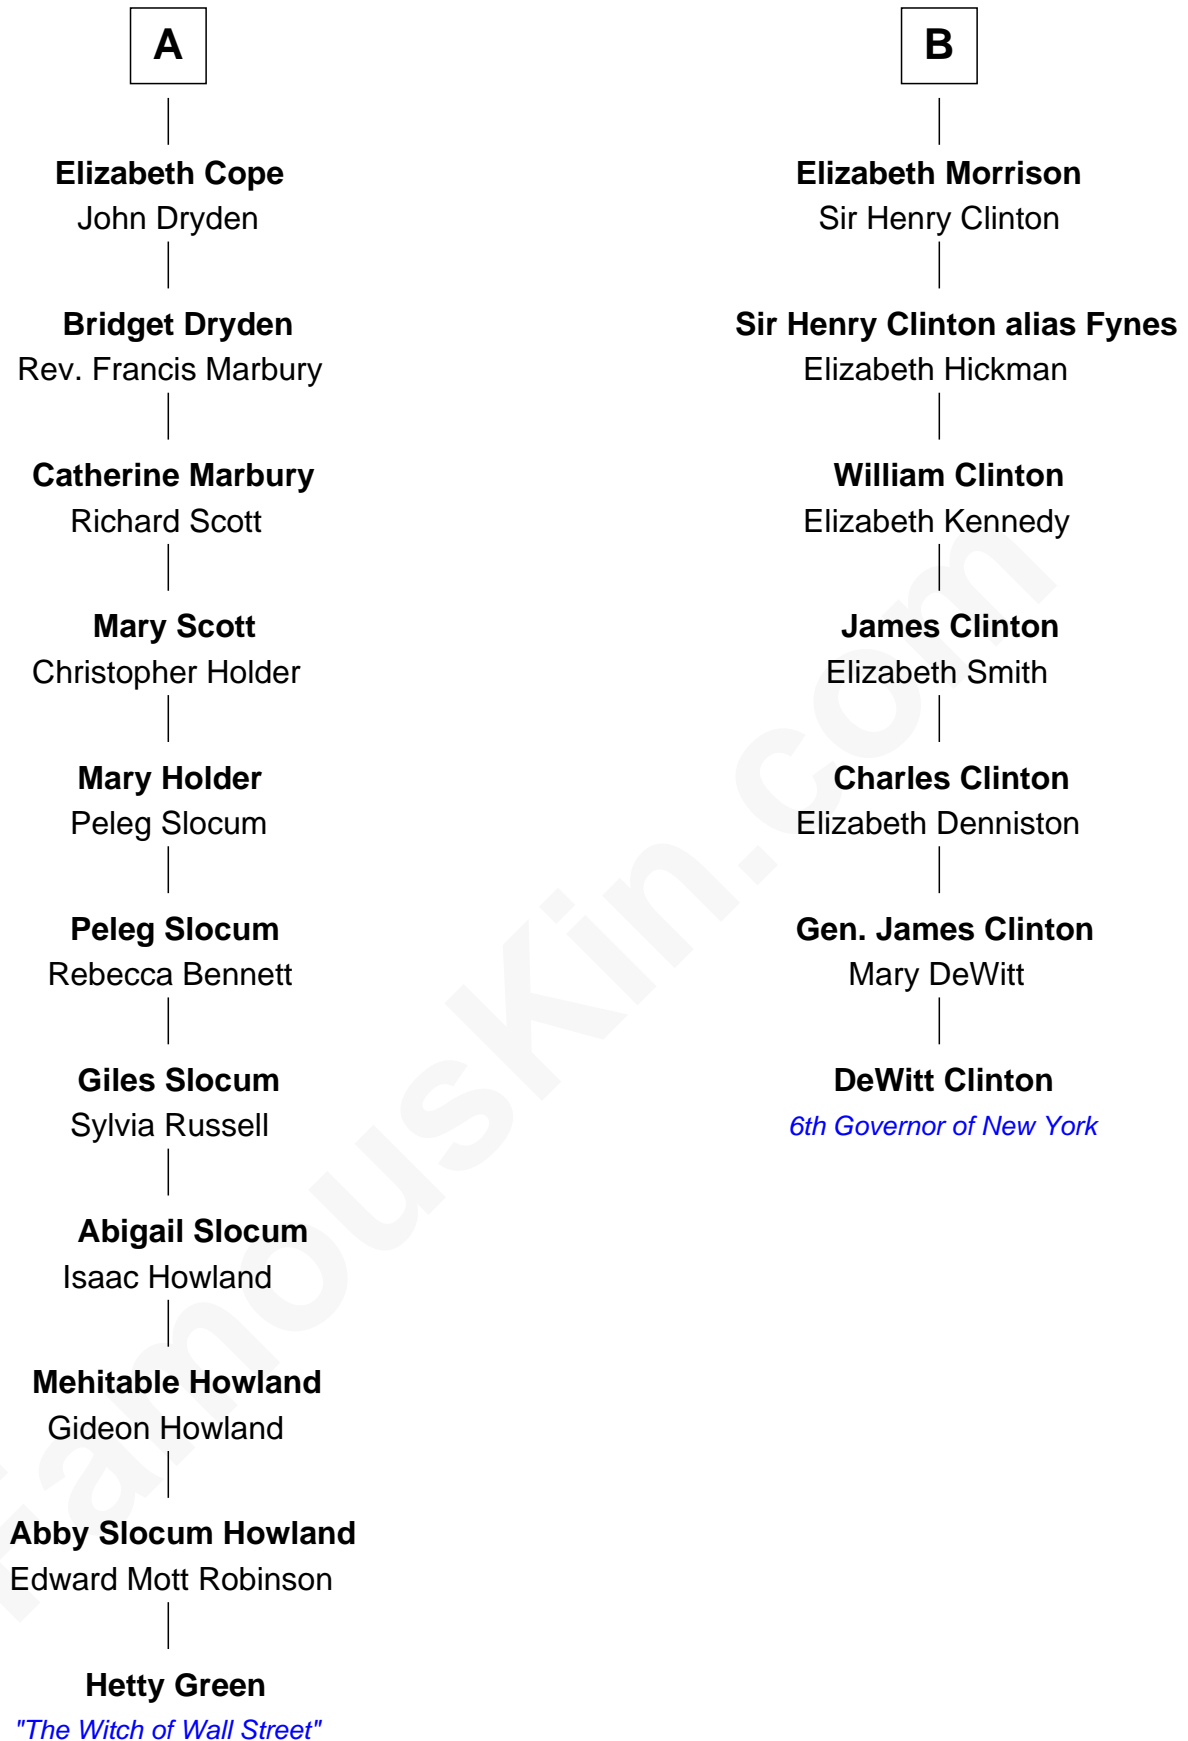 A
Elizabeth Cope
John Dryden
Bridget Dryden
Rev. Francis Marbury
Catherine Marbury
Richard Scott
Mary Scott
Christopher Holder
Mary Holder
Peleg Slocum
Peleg Slocum
Rebecca Bennett
Giles Slocum
Sylvia Russell
Abigail Slocum
Isaac Howland
Mehitable Howland
Gideon Howland
Abby Slocum Howland
Edward Mott Robinson
Hetty Green
"The Witch of Wall Street"
B
Elizabeth Morrison
Sir Henry Clinton
Sir Henry Clinton alias Fynes
Elizabeth Hickman
William Clinton
Elizabeth Kennedy
James Clinton
Elizabeth Smith
Charles Clinton
Elizabeth Denniston
Gen. James Clinton
Mary DeWitt
DeWitt Clinton
6th Governor of New York
FamousKin.com